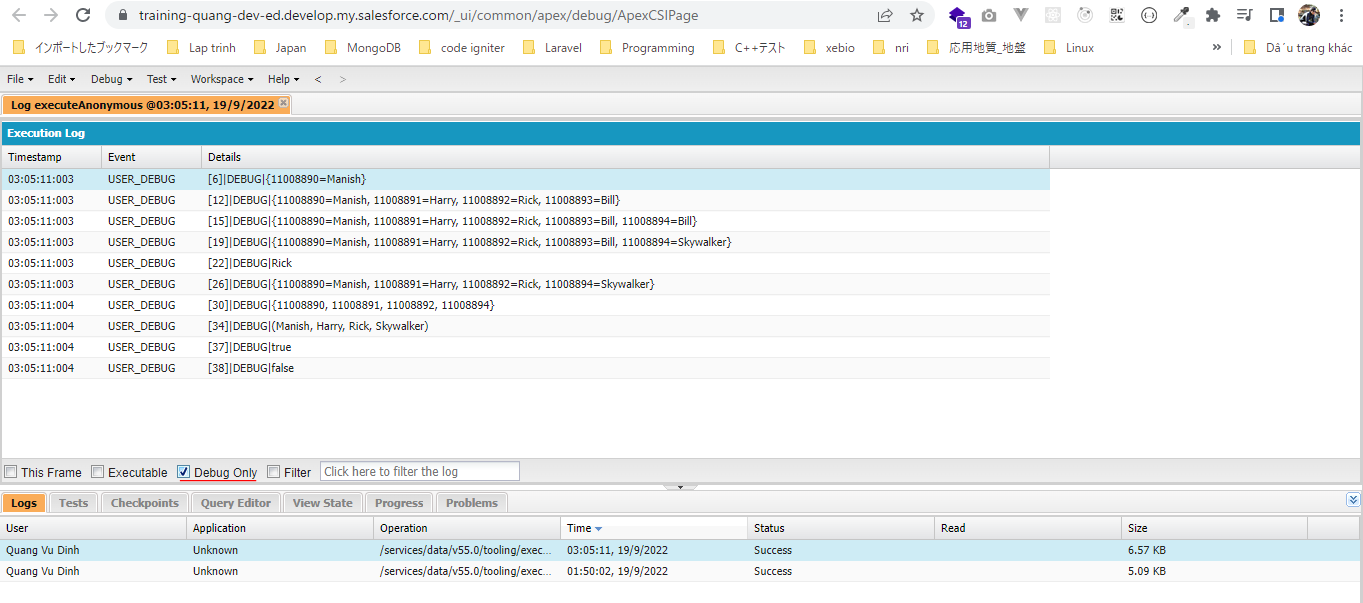 training-quang-dev-ed.develop.my.salesforce.com/_ui/common/apex/debug/ApexCSIPage
12
インポートしたブックマーク Lap trinh Japan MongoDB code igniter Laravel Programming C++テスト xebio nri 応用地質_地盤 Linux » Dấu trang khác
File Edit Debug Test Workspace Help < >
Log executeAnonymous @03:05:11, 19/9/2022
Execution Log
Timestamp Event Details
03:05:11:003 USER_DEBUG [6]|DEBUG|{11008890=Manish}
03:05:11:003 USER_DEBUG [12]|DEBUG|{11008890=Manish, 11008891=Harry, 11008892=Rick, 11008893=Bill}
03:05:11:003 USER_DEBUG [15]|DEBUG|{11008890=Manish, 11008891=Harry, 11008892=Rick, 11008893=Bill, 11008894=Bill}
03:05:11:003 USER_DEBUG [19]|DEBUG|{11008890=Manish, 11008891=Harry, 11008892=Rick, 11008893=Bill, 11008894=Skywalker}
03:05:11:003 USER_DEBUG [22]|DEBUG|Rick
03:05:11:003 USER_DEBUG [26]|DEBUG|{11008890=Manish, 11008891=Harry, 11008892=Rick, 11008894=Skywalker}
03:05:11:004 USER_DEBUG [30]|DEBUG|{11008890, 11008891, 11008892, 11008894}
03:05:11:004 USER_DEBUG [34]|DEBUG|(Manish, Harry, Rick, Skywalker)
03:05:11:004 USER_DEBUG [37]|DEBUG|true
03:05:11:004 USER_DEBUG [38]|DEBUG|false
This Frame Executable Debug Only Filter Click here to filter the log
Logs Tests Checkpoints Query Editor View State Progress Problems
User Application Operation Time Status Read Size
Quang Vu Dinh Unknown /services/data/v55.0/tooling/exec... 03:05:11, 19/9/2022 Success 6.57 KB
Quang Vu Dinh Unknown /services/data/v55.0/tooling/exec... 01:50:02, 19/9/2022 Success 5.09 KB